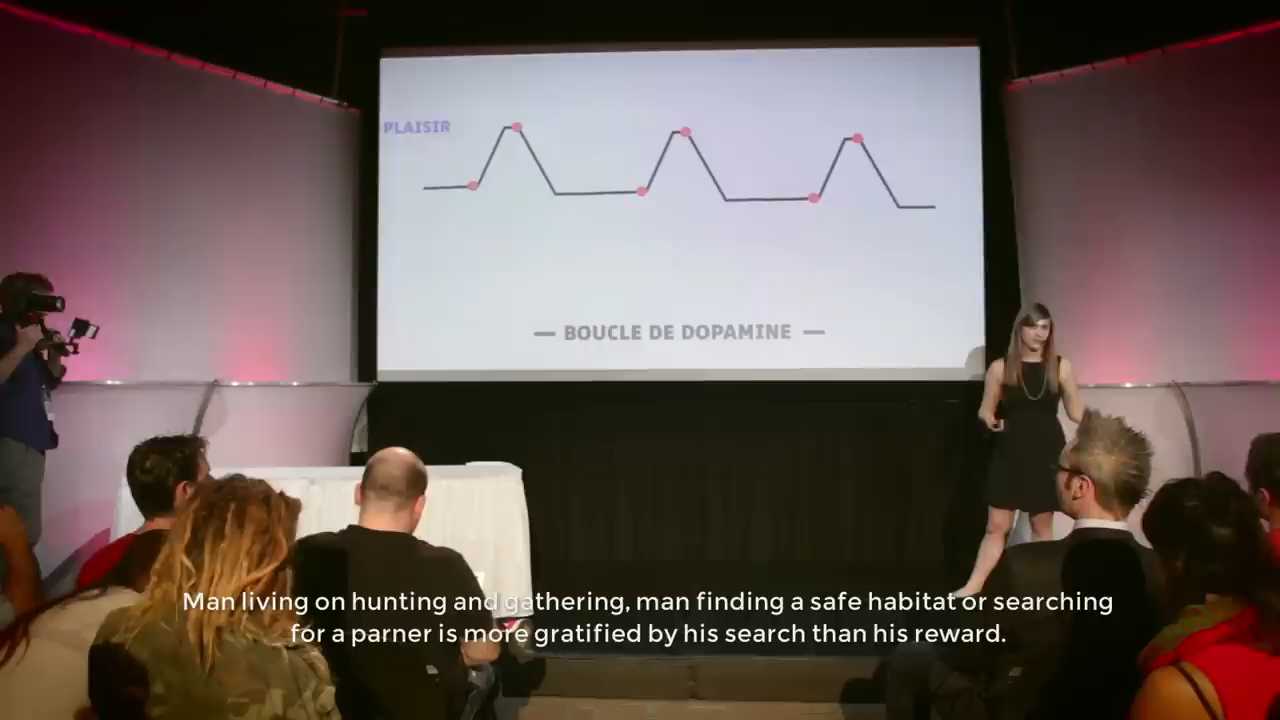 PLAISIR
— BOUCLE DE DOPAMINE —
Man living on hunting and gathering, man finding a safe habitat or searching
for a parner is more gratified by his search than his reward.